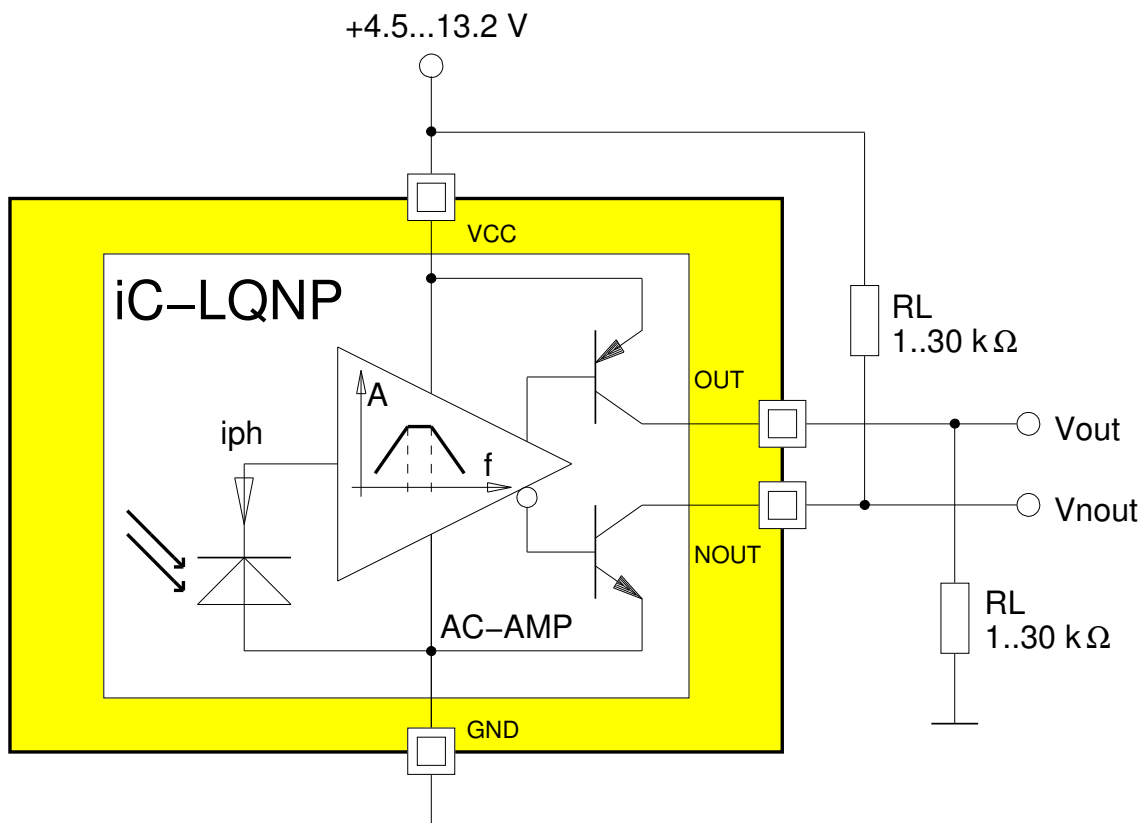 +4.5...13.2 V
VCC
iC–LQNP
RL
1..30 kΩ
OUT
A
iph
f
Vout
Vnout
NOUT
RL
1..30 kΩ
AC–AMP
GND